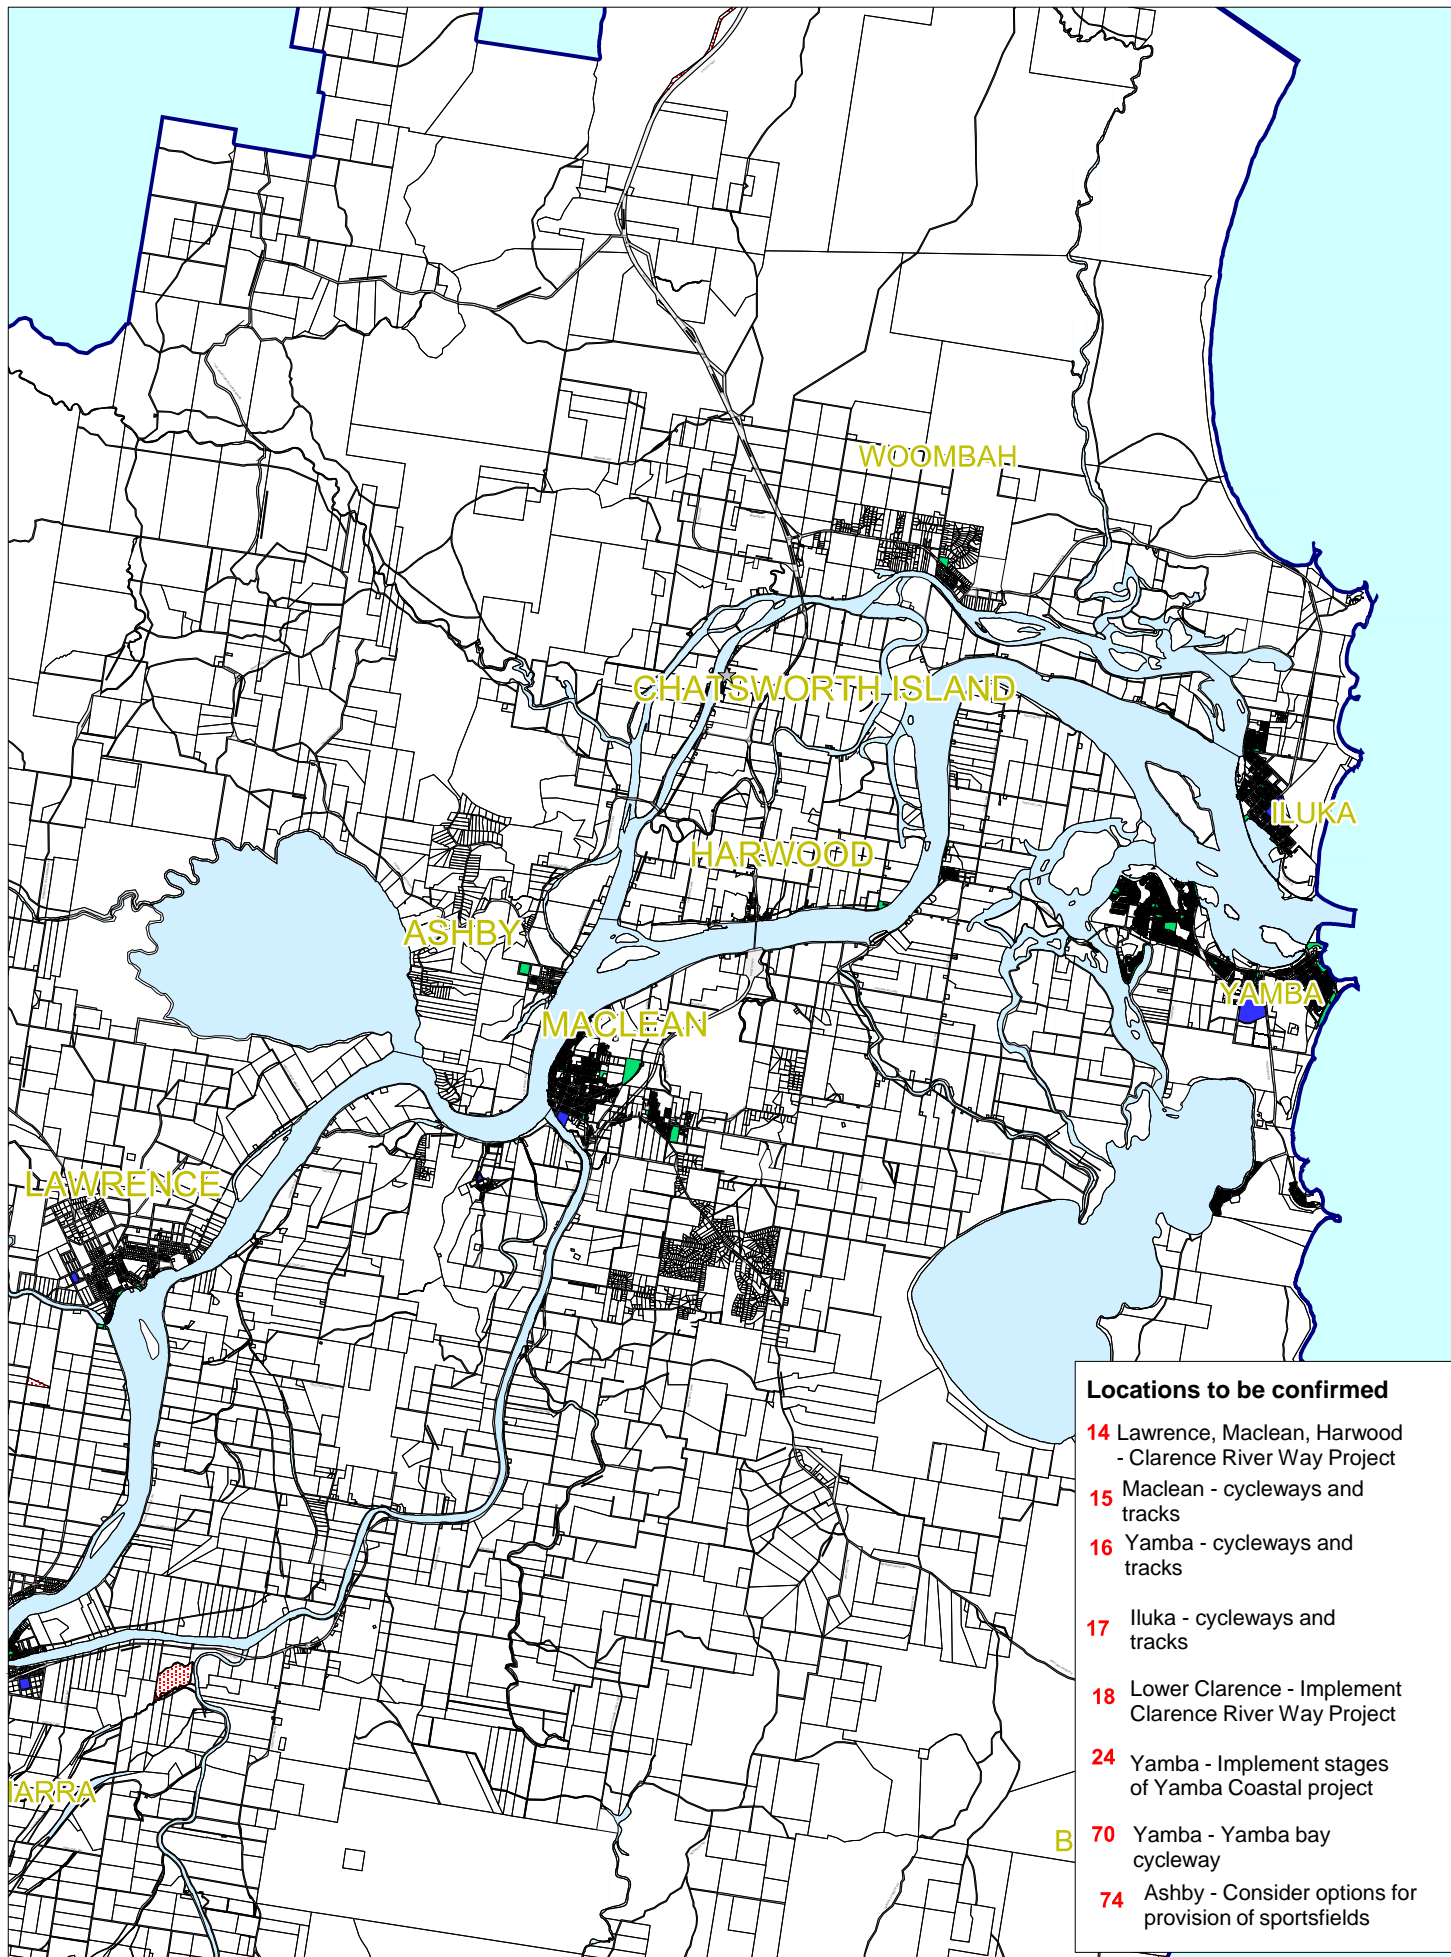 WOOMBAH
CHATSWORTH ISLAND
ILUKA
HARWOOD
ASHBY
YAMBA
MACLEAN
LAWRENCE
IARRA
B
Locations to be confirmed
14 Lawrence, Maclean, Harwood
- Clarence River Way Project
15 Maclean - cycleways and
tracks
16 Yamba - cycleways and
tracks
17 Iluka - cycleways and
tracks
18 Lower Clarence - Implement
Clarence River Way Project
24 Yamba - Implement stages
of Yamba Coastal project
70 Yamba - Yamba bay
cycleway
74 Ashby - Consider options for
provision of sportsfields